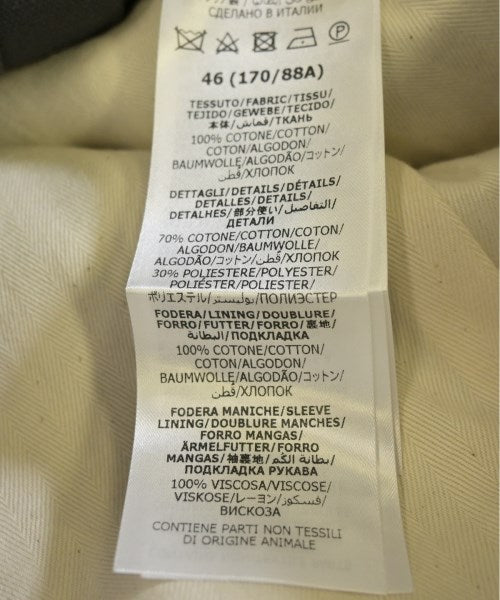 СДЕЛАНО В ИТАЛИИ
P
46 (170/88A)
TESSUTO/FABRIC/TISSU/
TEJIDO/GEWEBE/TECIDO/
本体/قماش/ТКАНЬ
100% COTONE/COTTON/
COTON/ALGODON/
BAUMWOLLE/ALGODÃO/コットン/
قطن/ХЛОПОК
DETTAGLI/DETAILS/DÉTAILS/
DETALLES/DETAILS/
DETALHES/部分使い/التفاصيل/
ДЕТАЛИ
70% COTONE/COTTON/COTON/
ALGODON/BAUMWOLLE/
ALGODÃO/コットン/قطن/ХЛОПОК
30% POLIESTERE/POLYESTER/
POLIÉSTER/POLIESTER/
ポリエステル/بوليستر/ПОЛИЭСТЕР
FODERA/LINING/DOUBLURE/
FORRO/FUTTER/FORRO/裏地/
البطانة/ПОДКЛАДКА
100% COTONE/COTTON/
COTON/ALGODON/
BAUMWOLLE/ALGODÃO/コットン/
قطن/ХЛОПОК
FODERA MANICHE/SLEEVE
LINING/DOUBLURE MANCHES/
FORRO MANGAS/
ÄRMELFUTTER/FORRO
MANGAS/袖裏地/بطانة الكم/
ПОДКЛАДКА РУКАВА
100% VISCOSA/VISCOSE/
VISKOSE/レーヨン/فسكوز/
ВИСКОЗА
CONTIENE PARTI NON TESSILI
DI ORIGINE ANIMALE